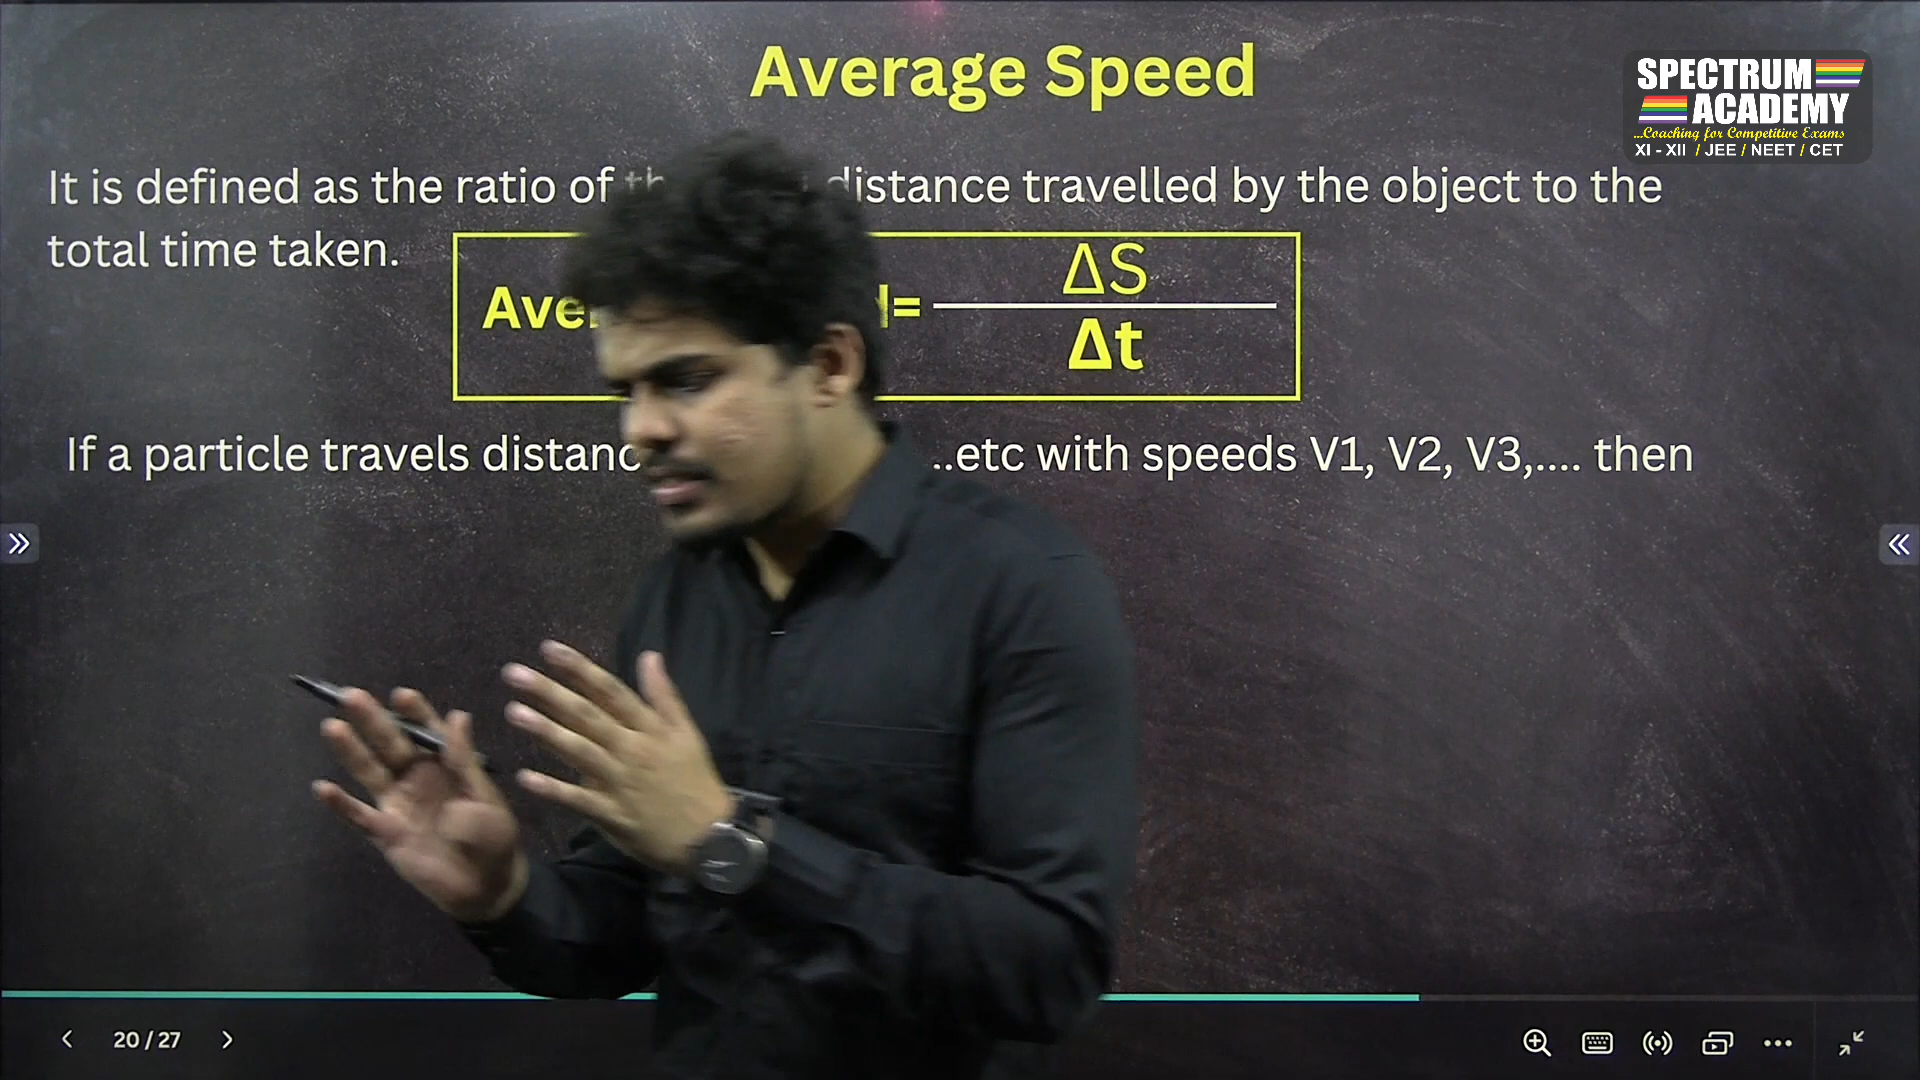 Average Speed
SPECTRUM
ACADEMY
...Coaching for Competitive Exams
XI - XII / JEE / NEET / CET
It is defined as the ratio of distance travelled by the object to the
total time taken.
ΔS
=
Δt
If a particle travels ..etc with speeds V1, V2, V3,.... then
20 / 27